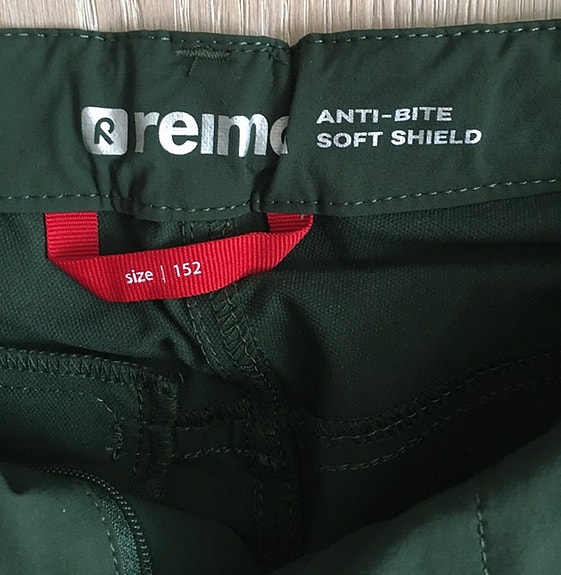 reima
ANTI-BITE
SOFT SHIELD
size | 152